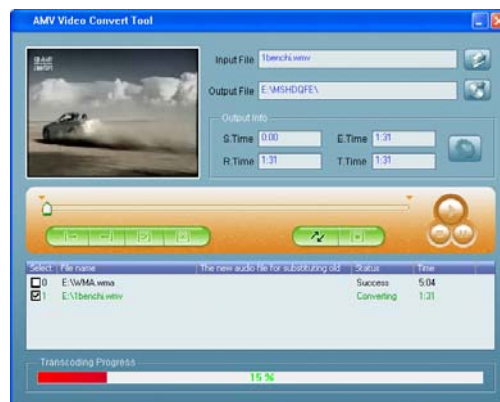 AMV Video Convert Tool
Input File 1benchi.wmv
Output File E:\MSHDQFE\
Output Info
S.Time 0:00 E.Time 1:31
R.Time 1:31 T.Time 1:31
Select File name The new audio file for substituting old Status Time
0 E:\WMA.wma Success 5:04
1 E:\1benchi.wmv Converting 1:31
Transcoding Progress
15 %